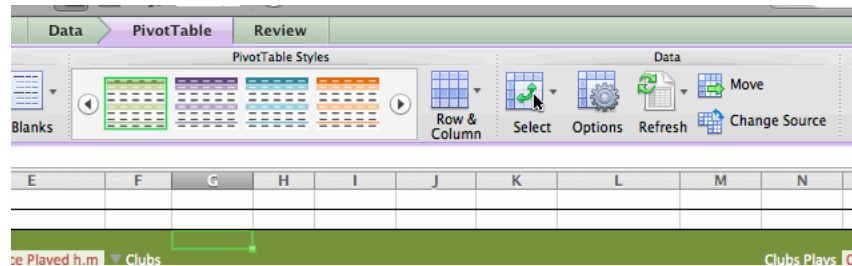 Data PivotTable Review
PivotTable Styles Data
Blanks Row & Column Select Options Refresh Move
Change Source
E F G H I J K L M N
ce Played h.m Clubs Clubs Plays